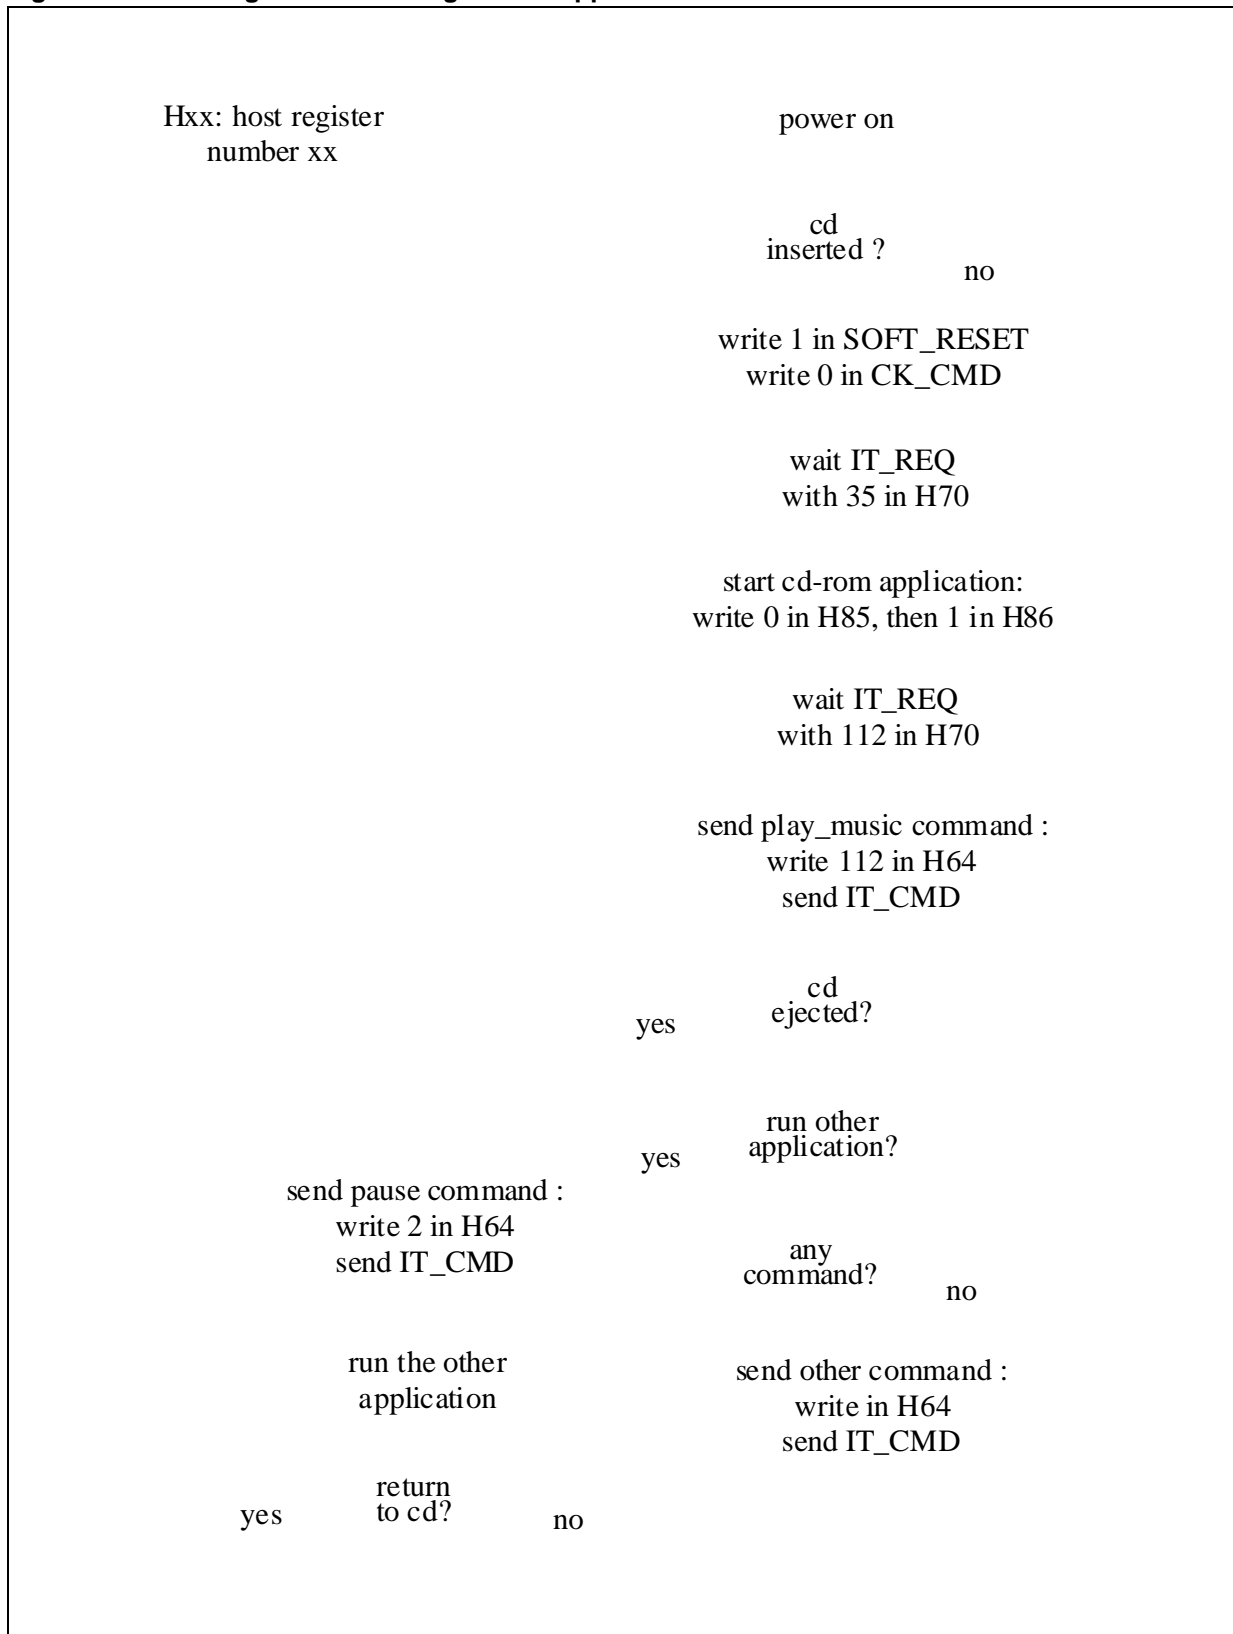 Hxx: host register
number xx
power on
cd
inserted ?
no
write 1 in SOFT_RESET
write 0 in CK_CMD
wait IT_REQ
with 35 in H70
start cd-rom application:
write 0 in H85, then 1 in H86
wait IT_REQ
with 112 in H70
send play_music command :
write 112 in H64
send IT_CMD
cd
ejected?
yes
run other
application?
yes
send pause command :
write 2 in H64
send IT_CMD
any
command?
no
run the other
application
send other command :
write in H64
send IT_CMD
return
to cd?
yes
no